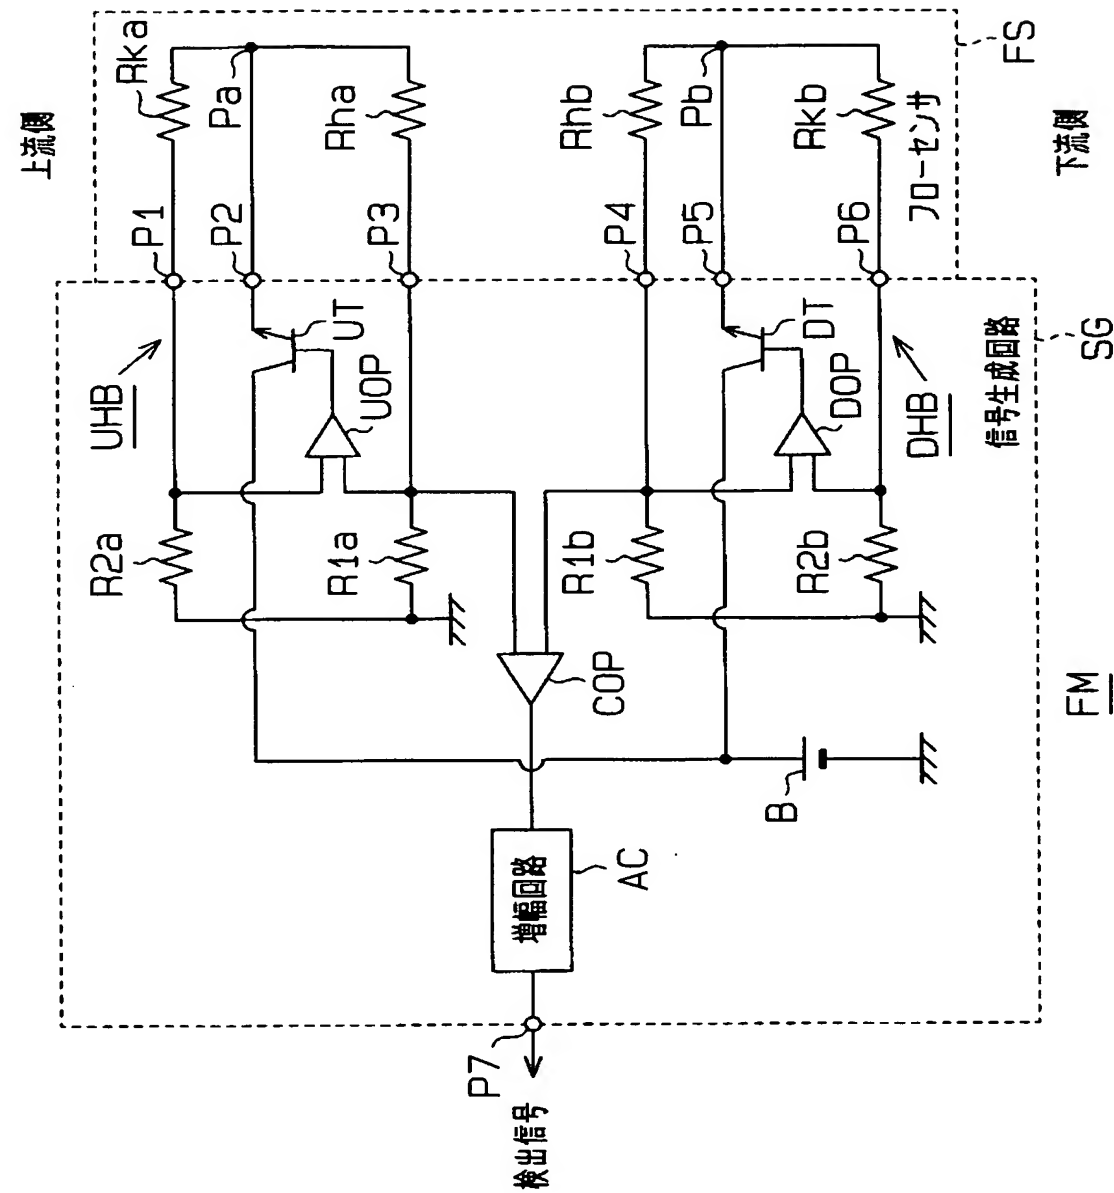 上流側
Rka
Pa
Rha
Rhb
Pb
Rkb
フローセンサ
FS
下流側
P1
P2
P3
P4
P5
P6
UHB
UT
UOP
DT
DOP
DHB
信号生成回路
SG
R2a
R1a
R1b
R2b
COP
FM
B
増幅回路
AC
P7
検出信号